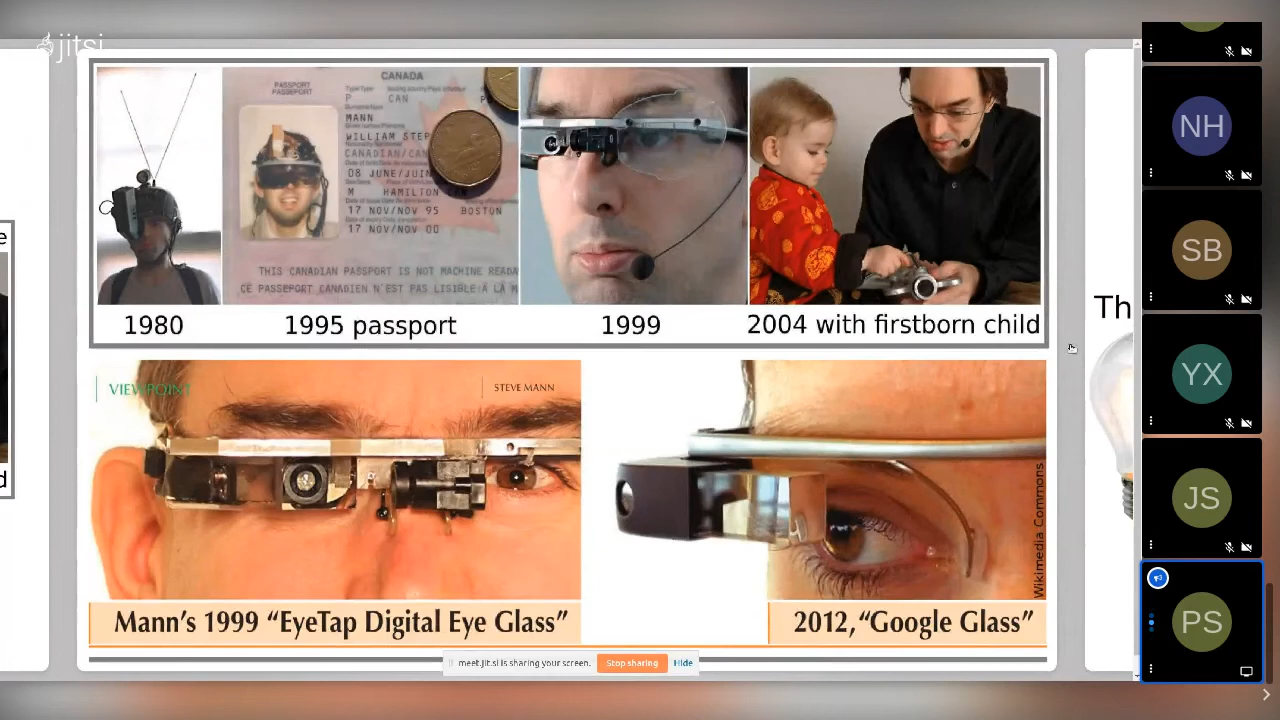 jitsi
PASSPORT
PASSEPORT
CANADA
P CAN
MANN
WILLIAM STEP
CANADIAN/CAN
08 JUNE/JUIN
M HAMILTON
17 NOV/NOV 95 BOSTON
17 NOV/NOV 00
THIS CANADIAN PASSPORT IS NOT MACHINE READA
CE PASSEPORT CANADIEN N'EST PAS LISIBLE À LA M
1980
1995 passport
1999
2004 with firstborn child
VIEWPOINT
STEVE MANN
Wikimedia Commons
Mann's 1999 “EyeTap Digital Eye Glass”
2012, “Google Glass”
e
d
Th
meet.jit.si is sharing your screen.
Stop sharing
Hide
NH
SB
YX
JS
PS